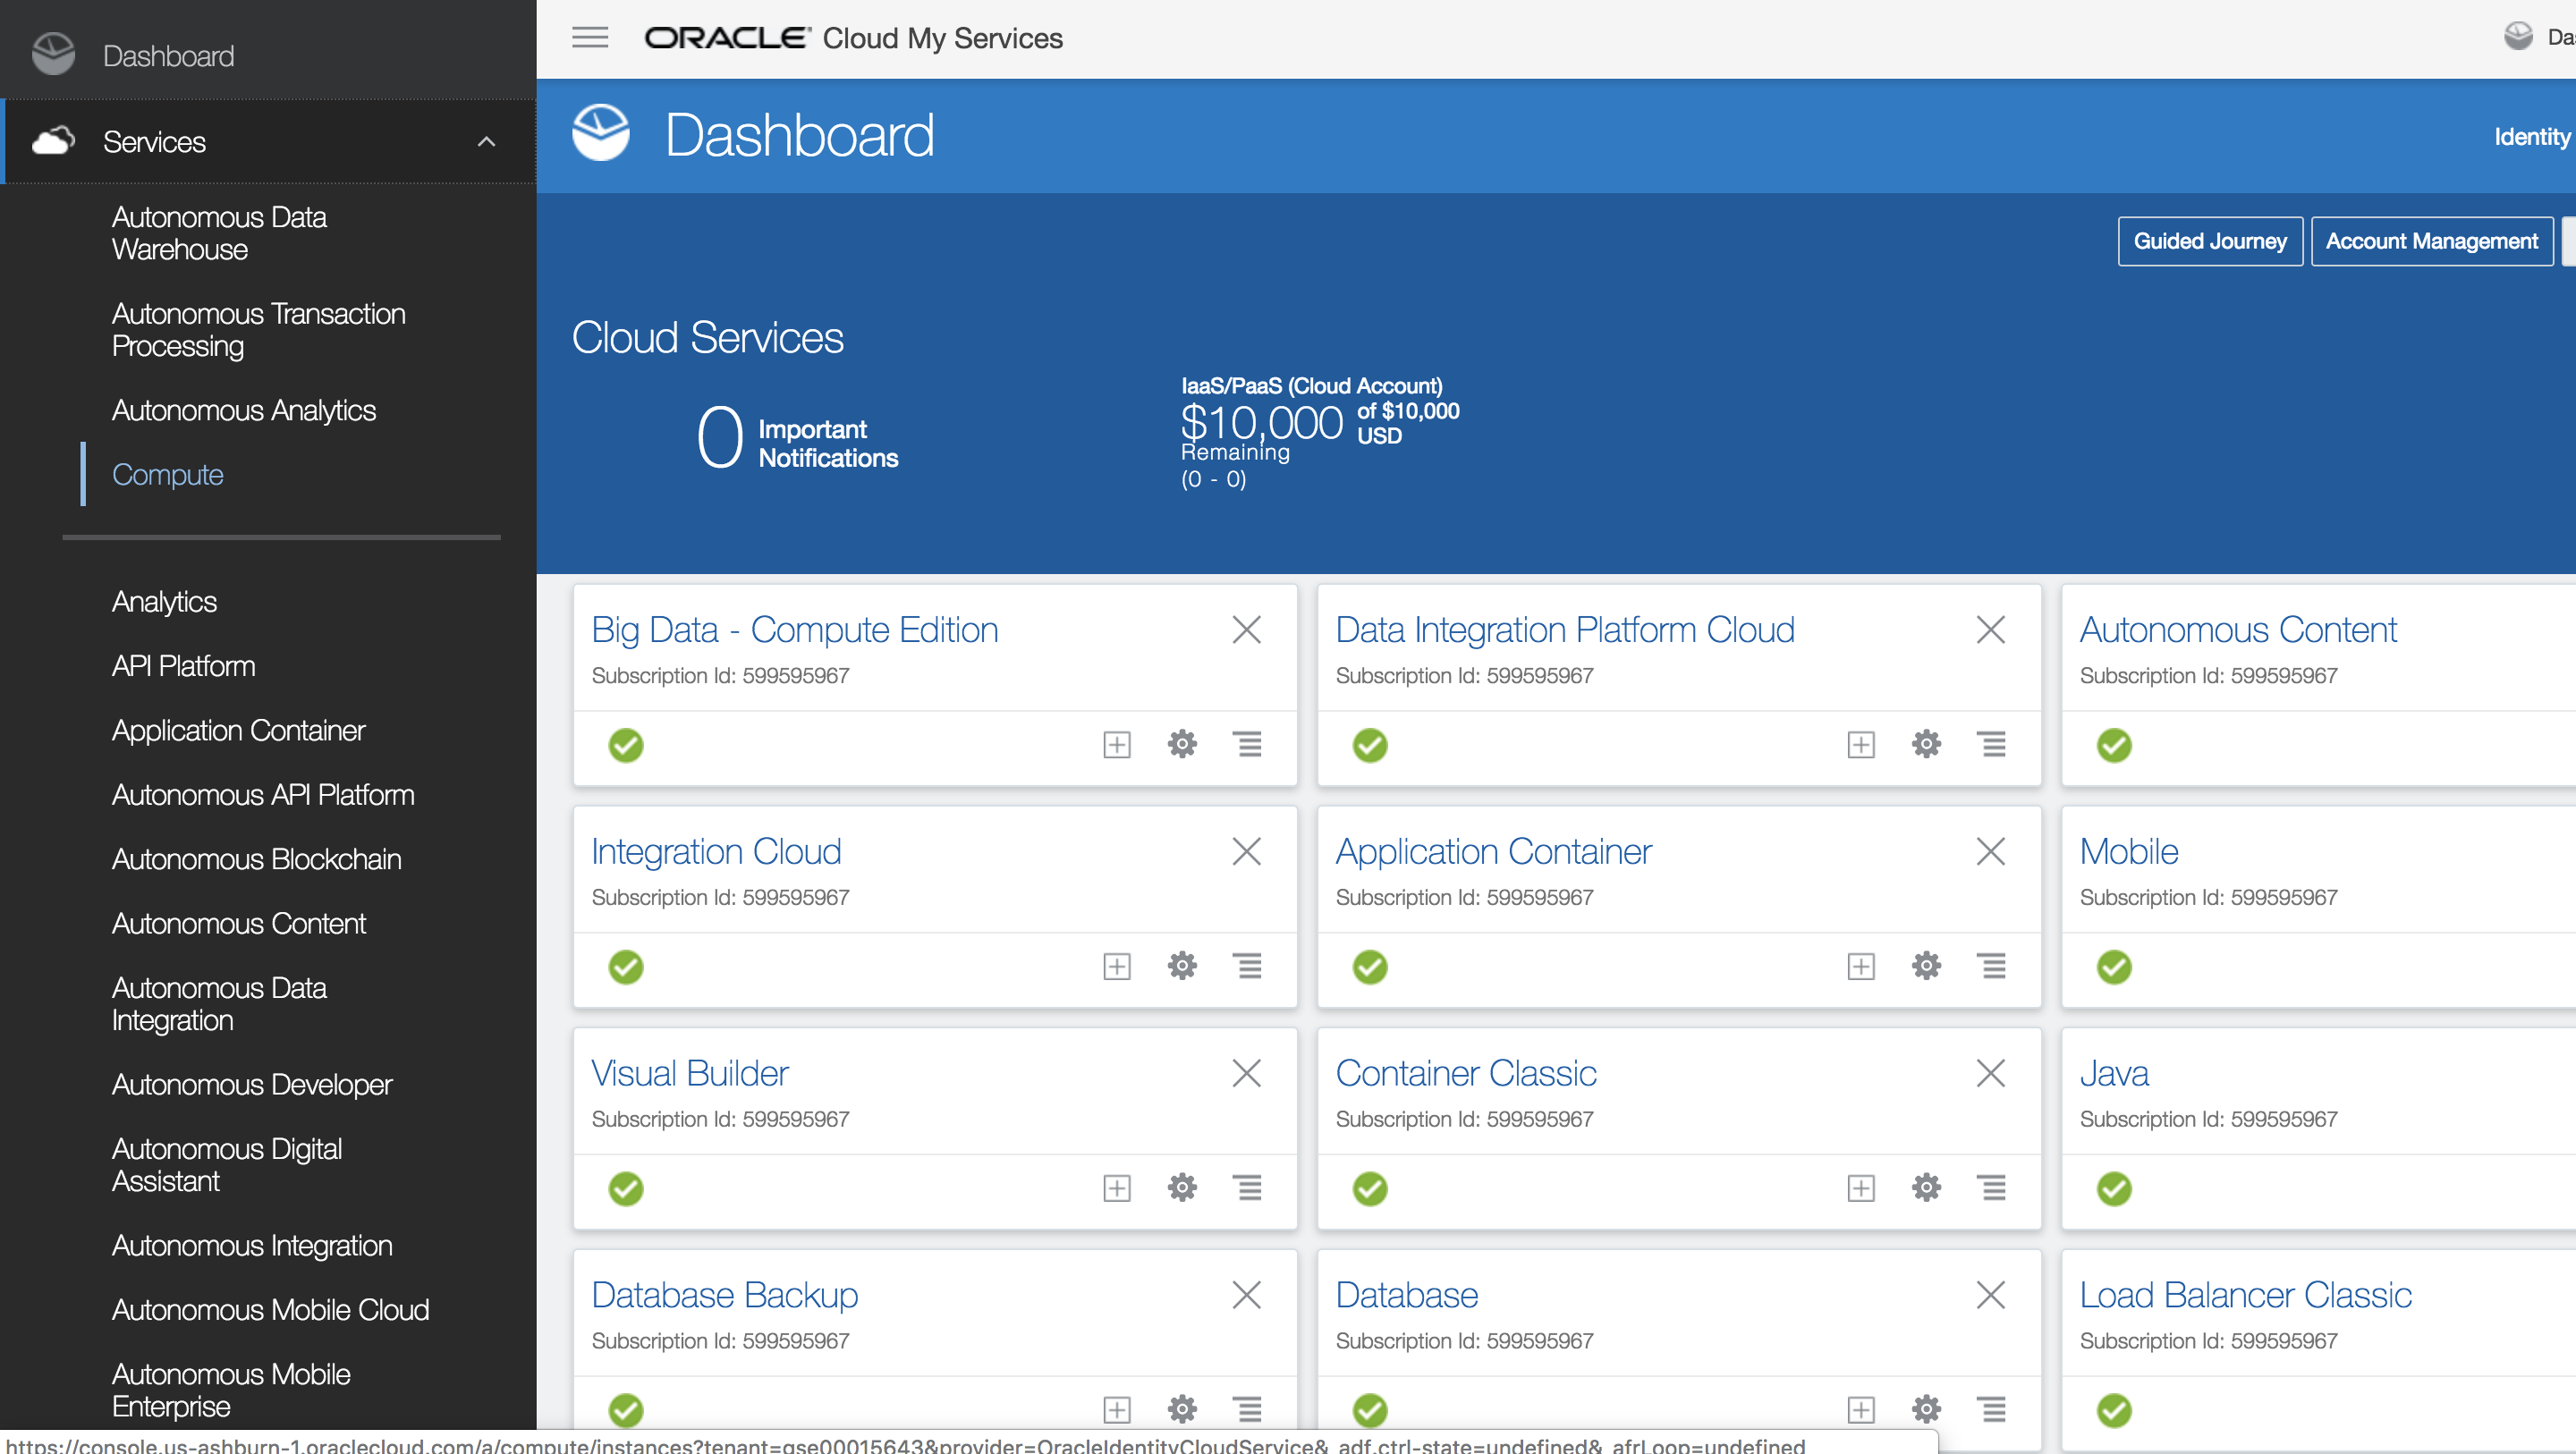 Dashboard
Services
Autonomous Data
Warehouse
Autonomous Transaction
Processing
Autonomous Analytics
Compute
Analytics
API Platform
Application Container
Autonomous API Platform
Autonomous Blockchain
Autonomous Content
Autonomous Data
Integration
Autonomous Developer
Autonomous Digital
Assistant
Autonomous Integration
Autonomous Mobile Cloud
Autonomous Mobile
Enterprise
ORACLE Cloud My Services
Da
Dashboard
Identity
Guided Journey
Account Management
Cloud Services
0 Important
Notifications
IaaS/PaaS (Cloud Account)
$10,000 of $10,000
USD
Remaining
(0 - 0)
Big Data - Compute Edition
Subscription Id: 599595967
Data Integration Platform Cloud
Subscription Id: 599595967
Autonomous Content
Subscription Id: 599595967
Integration Cloud
Subscription Id: 599595967
Application Container
Subscription Id: 599595967
Mobile
Subscription Id: 599595967
Visual Builder
Subscription Id: 599595967
Container Classic
Subscription Id: 599595967
Java
Subscription Id: 599595967
Database Backup
Subscription Id: 599595967
Database
Subscription Id: 599595967
Load Balancer Classic
Subscription Id: 599595967
https://console.us-ashburn-1.oraclecloud.com/a/compute/instances?tenant=gse00015643&provider=OracleIdentityCloudService&_adf.ctrl-state=undefined&_afrLoop=undefined